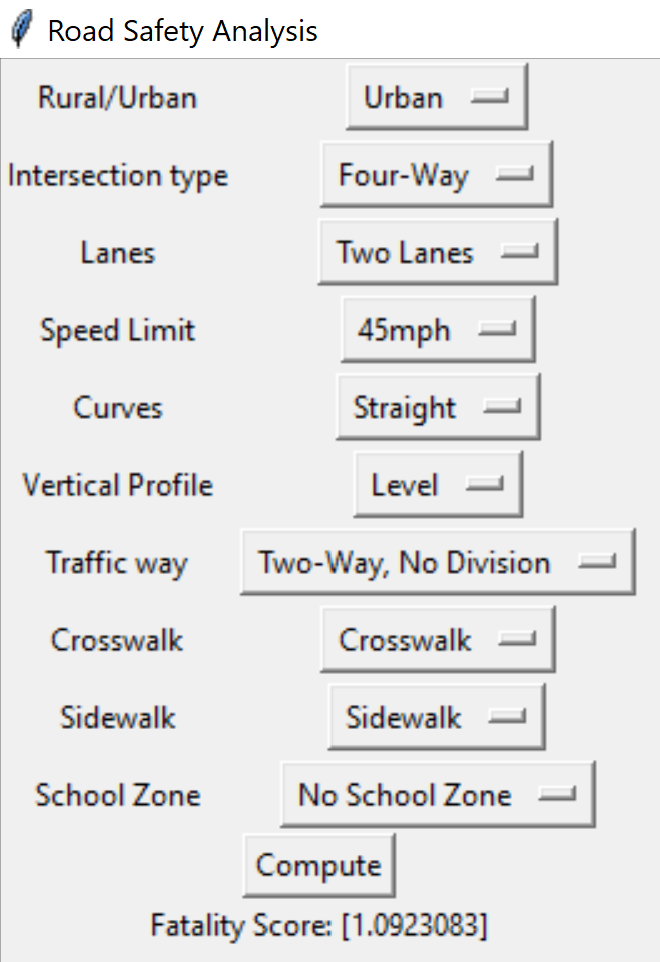 Road Safety Analysis
Rural/Urban Urban
Intersection type Four-Way
Lanes Two Lanes
Speed Limit 45mph
Curves Straight
Vertical Profile Level
Traffic way Two-Way, No Division
Crosswalk Crosswalk
Sidewalk Sidewalk
School Zone No School Zone
Compute
Fatality Score: [1.0923083]